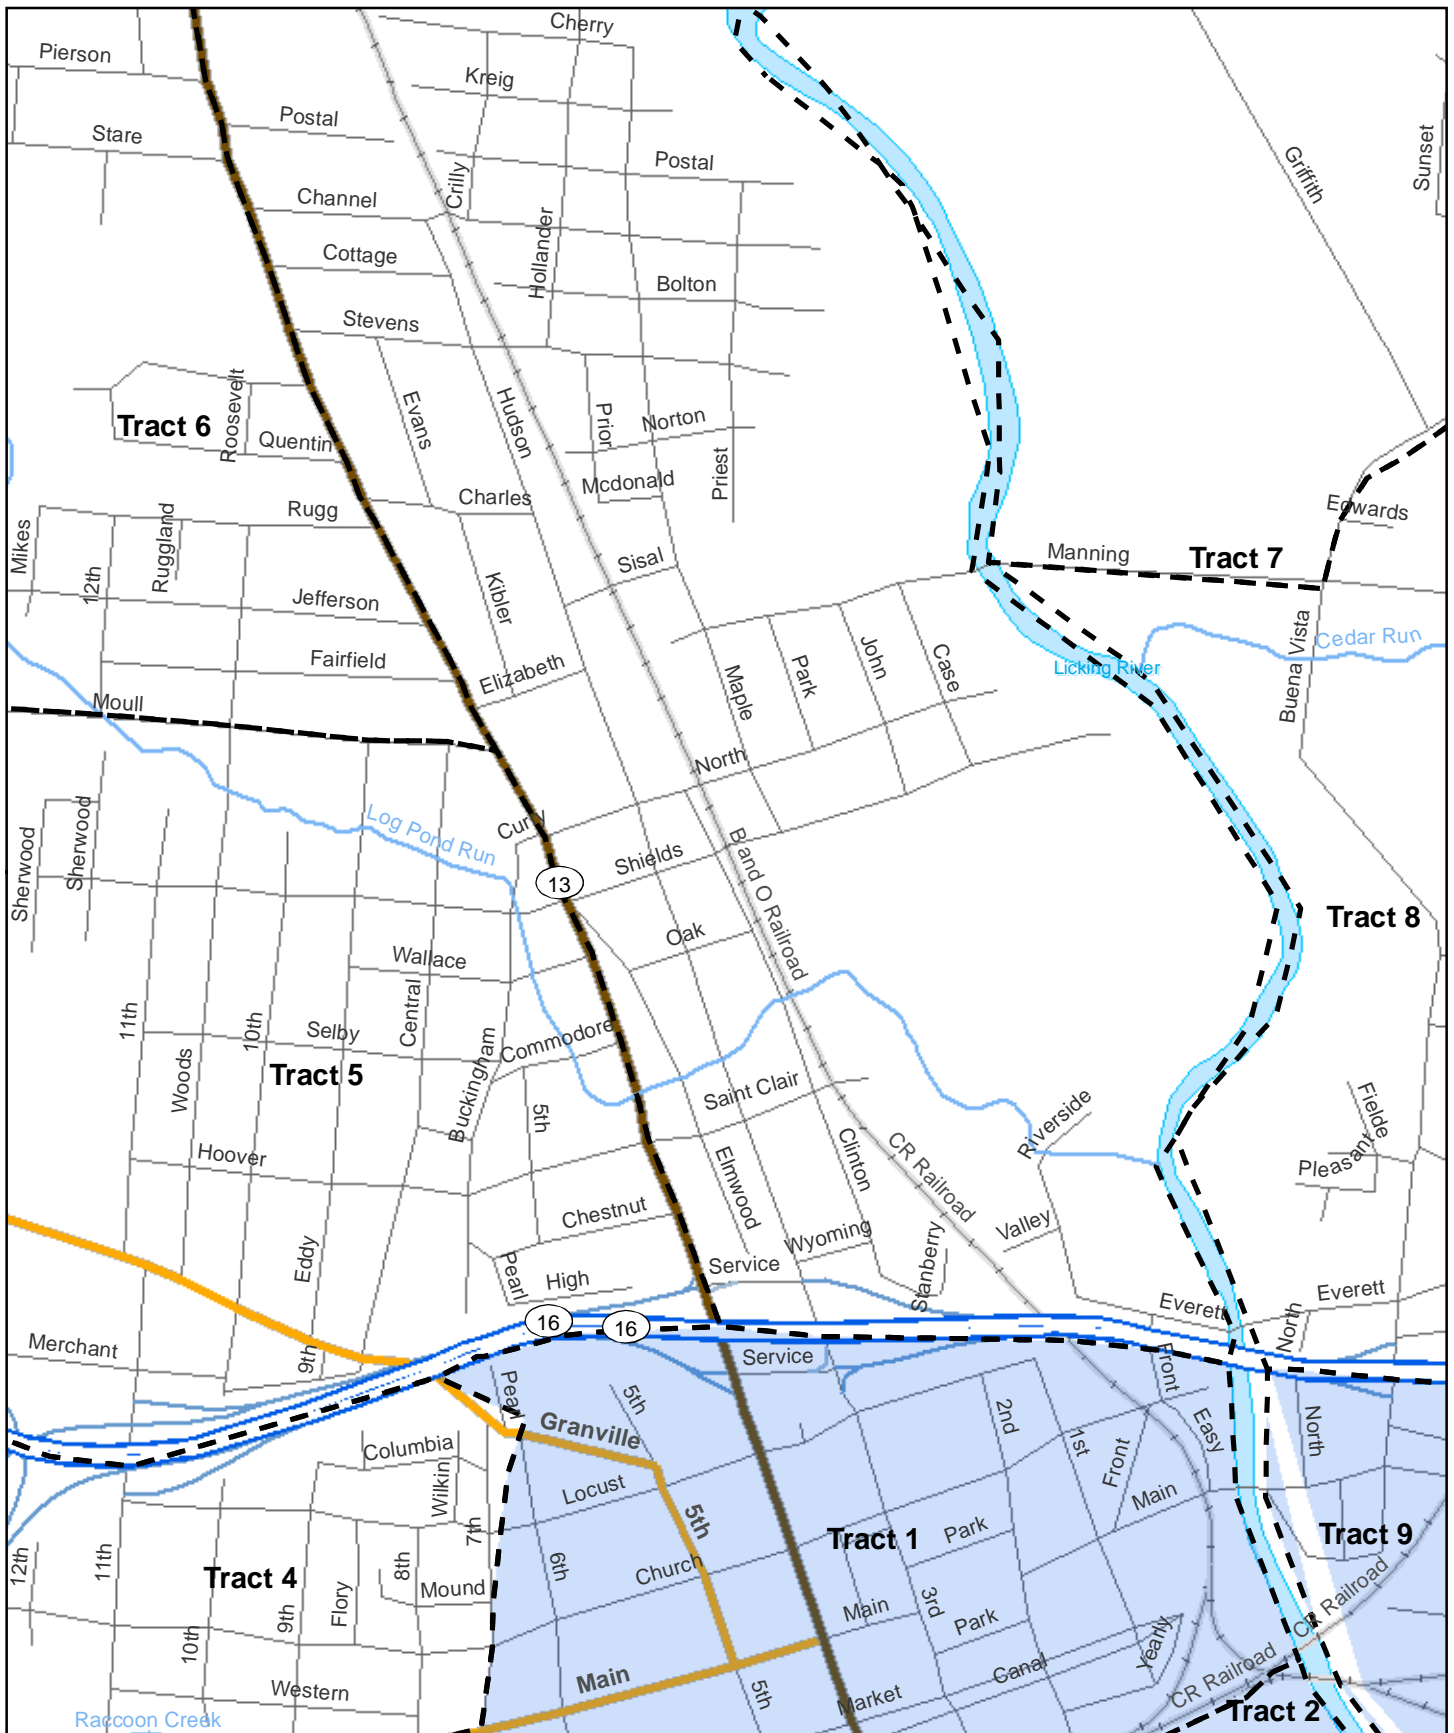 Cherry
Pierson
Kreig
Postal
Stare
Postal
Griffith
Sunset
Channel
Crilly
Hollander
Cottage
Bolton
Stevens
Roosevelt
Tract 6
Quentin
Evans
Hudson
Prior
Norton
Priest
Mcdonald
Charles
Rugg
Edwards
Mikes
Ruggland
12th
Sisal
Manning
Tract 7
Jefferson
Kibler
Fairfield
Elizabeth
Maple
Park
John
Case
Licking River
Cedar Run
Buena Vista
Moull
North
Log Pond Run
Curry
Sherwood
Sherwood
13
Shields
B and O Railroad
Tract 8
Oak
Wallace
Central
11th
10th
Selby
Commodore
Woods
Tract 5
Buckingham
5th
Saint Clair
Clinton
CR Railroad
Riverside
Fielde
Pleasant
Hoover
Elmwood
Chestnut
Wyoming
Valley
Stanberry
Eddy
Pearl
High
Service
Everett
Everett
North
16
16
Merchant
9th
Service
Front
Pearl
5th
Granville
2nd
1st
Front
Easy
North
Columbia
Wilkin
Locust
Main
7th
5th
Tract 1
Park
Tract 9
12th
11th
Tract 4
8th
Mound
6th
Church
CR Railroad
Flory
9th
10th
3rd
Main
Park
Yearly
Canal
CR Railroad
Western
Main
5th
Market
Tract 2
Raccoon Creek